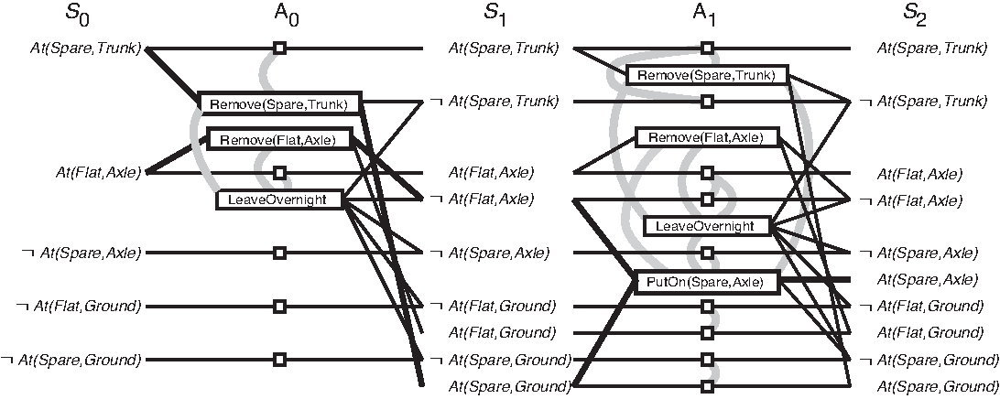 S0 A0 S1 A1 S2
At(Spare,Trunk) At(Spare,Trunk) At(Spare,Trunk)
Remove(Spare,Trunk)
Remove(Spare,Trunk) ¬ At(Spare,Trunk) ¬ At(Spare,Trunk)
Remove(Flat,Axle) Remove(Flat,Axle)
At(Flat,Axle) At(Flat,Axle) At(Flat,Axle)
LeaveOvernight ¬ At(Flat,Axle) ¬ At(Flat,Axle)
LeaveOvernight
¬ At(Spare,Axle) ¬ At(Spare,Axle) ¬ At(Spare,Axle)
PutOn(Spare,Axle) At(Spare,Axle)
¬ At(Flat,Ground) ¬ At(Flat,Ground) ¬ At(Flat,Ground)
At(Flat,Ground) At(Flat,Ground)
¬ At(Spare,Ground) ¬ At(Spare,Ground) ¬ At(Spare,Ground)
At(Spare,Ground) At(Spare,Ground)